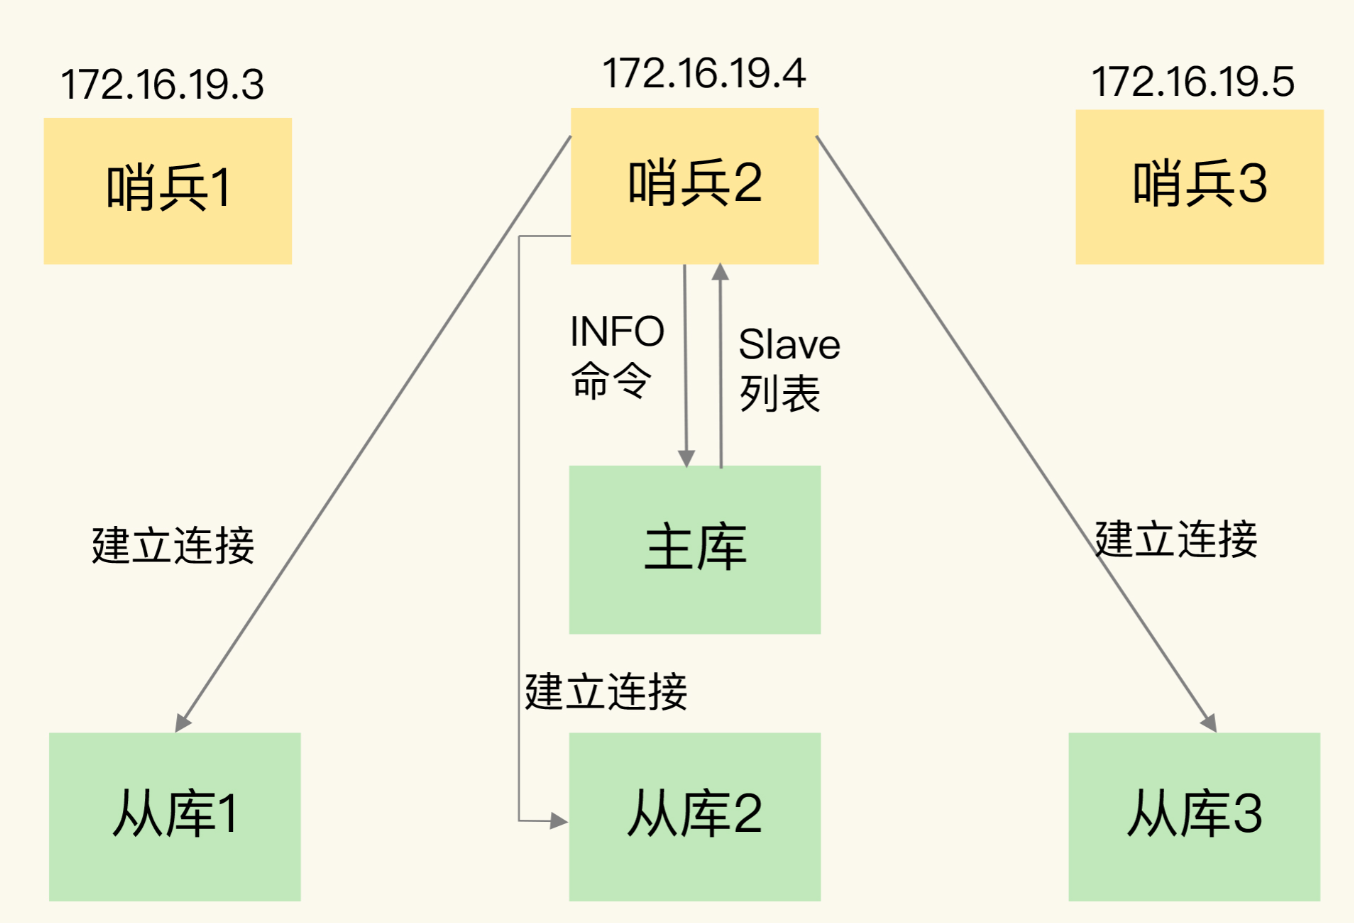 172.16.19.3
172.16.19.4
172.16.19.5
哨兵1
哨兵2
哨兵3
INFO
命令
Slave
列表
主库
建立连接
建立连接
建立连接
从库1
从库2
从库3